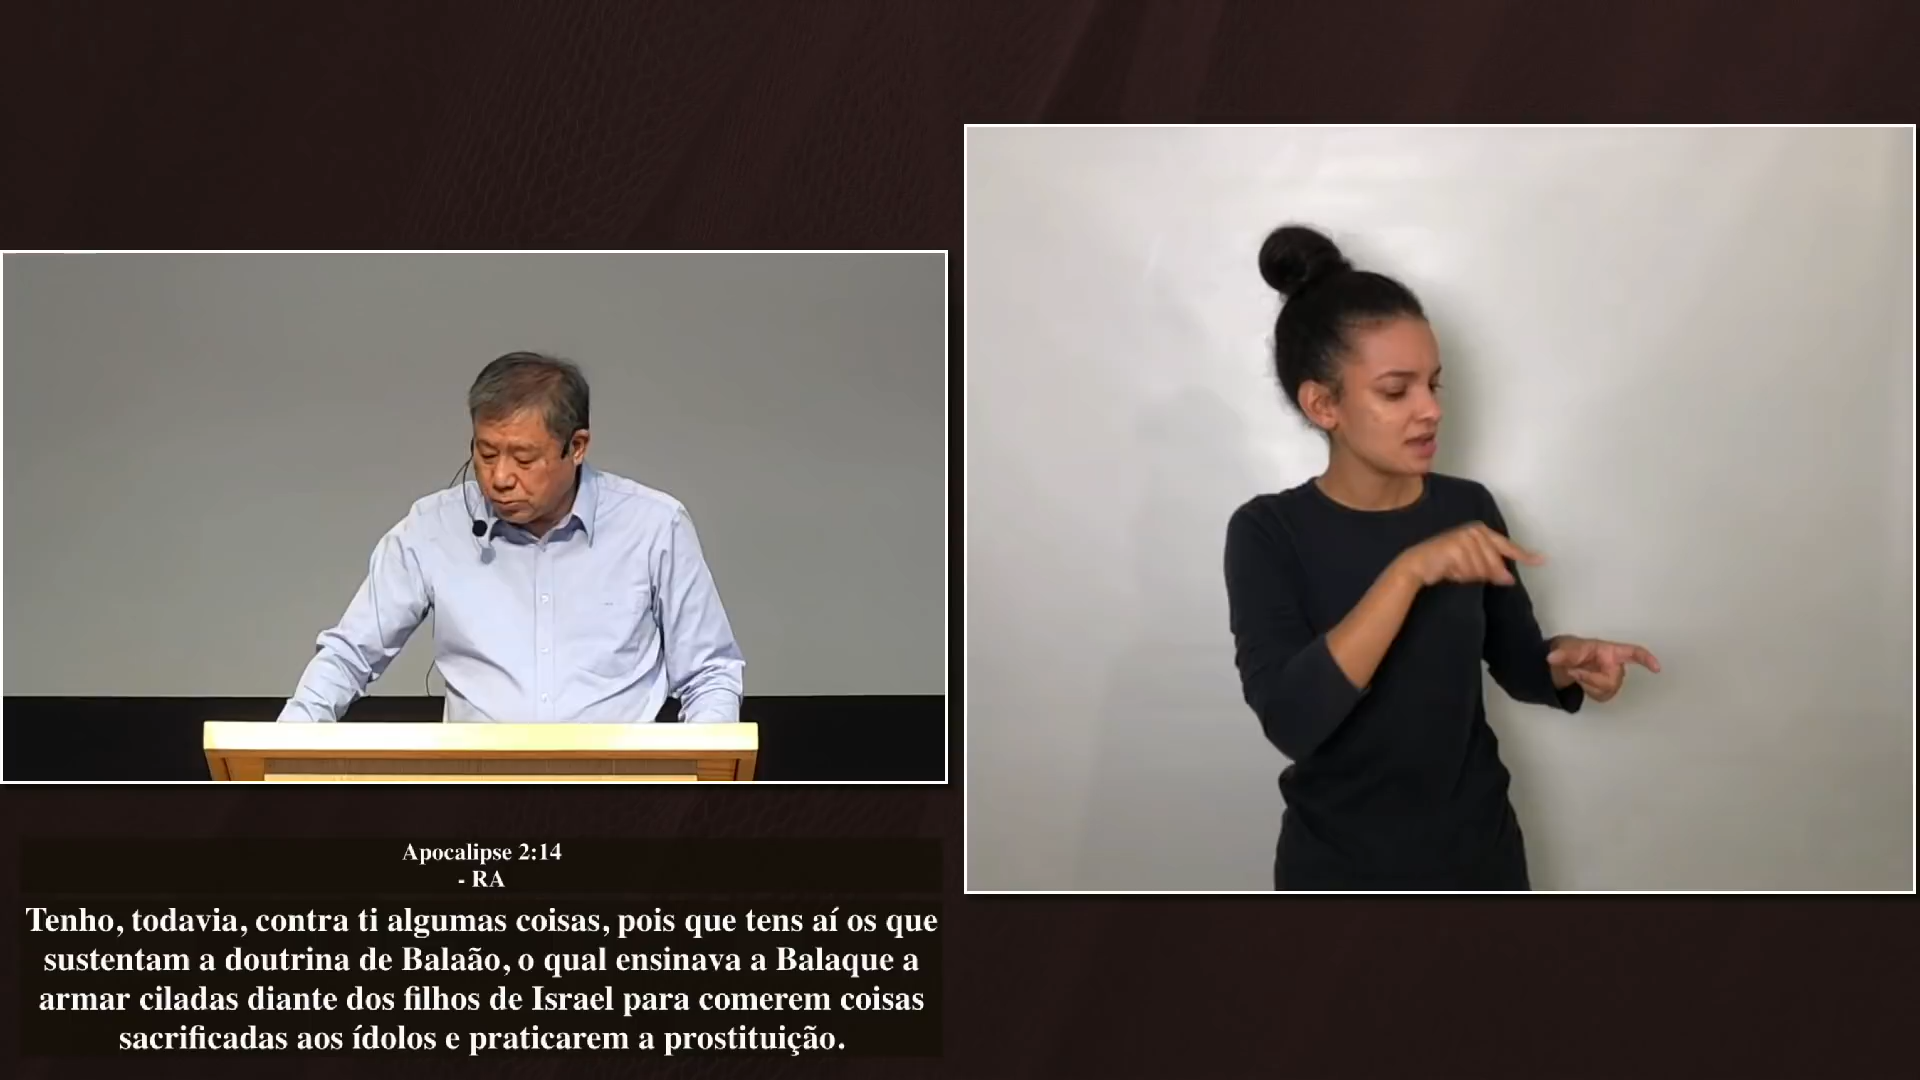 Apocalipse 2:14
- RA
Tenho, todavia, contra ti algumas coisas, pois que tens aí os que
sustentam a doutrina de Balaão, o qual ensinava a Balaque a
armar ciladas diante dos filhos de Israel para comerem coisas
sacrificadas aos ídolos e praticarem a prostituição.